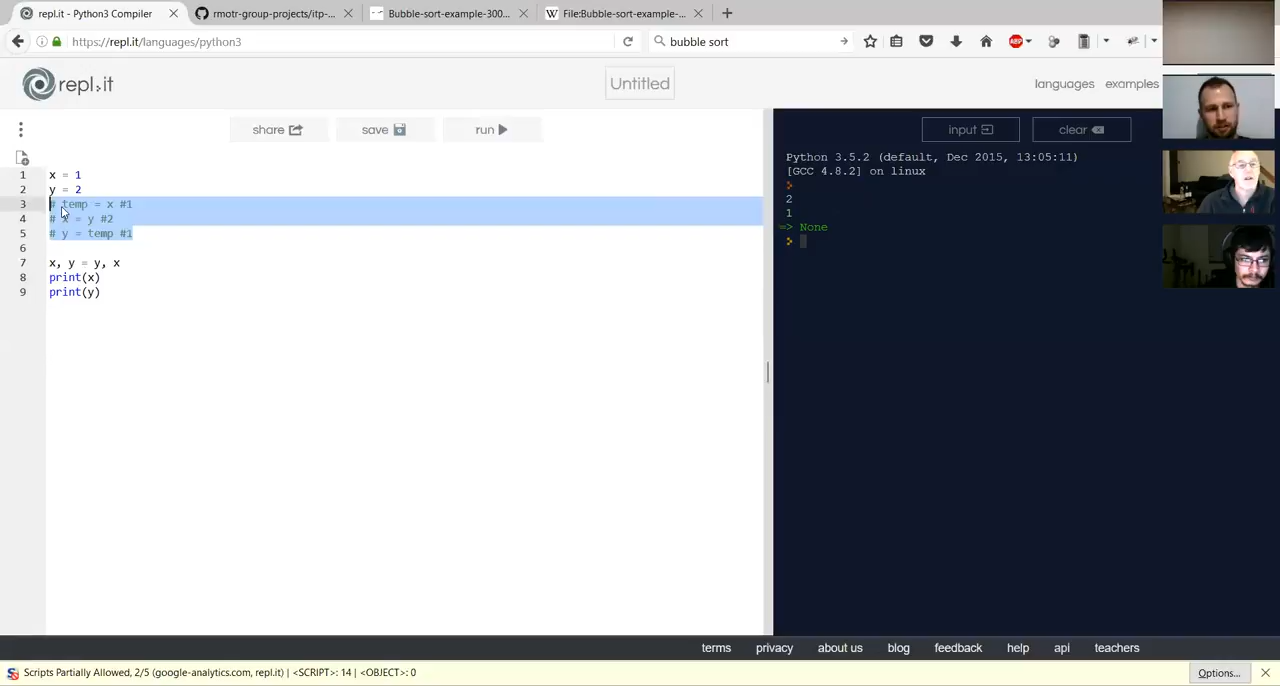 repl.it - Python3 Compiler
rmotr-group-projects/itp-...
Bubble-sort-example-300...
W File:Bubble-sort-example-...
https://repl.it/languages/python3
bubble sort
ABP
repl.it
Untitled
languages
examples
share
save
run
input
clear
1 x = 1
2 y = 2
3 # temp = x #1
4 # x = y #2
5 # y = temp #1
6
7 x, y = y, x
8 print(x)
9 print(y)
Python 3.5.2 (default, Dec 2015, 13:05:11)
[GCC 4.8.2] on linux
2
1
=> None
terms
privacy
about us
blog
feedback
help
api
teachers
Scripts Partially Allowed, 2/5 (google-analytics.com, repl.it) | <SCRIPT>: 14 | <OBJECT>: 0
Options...